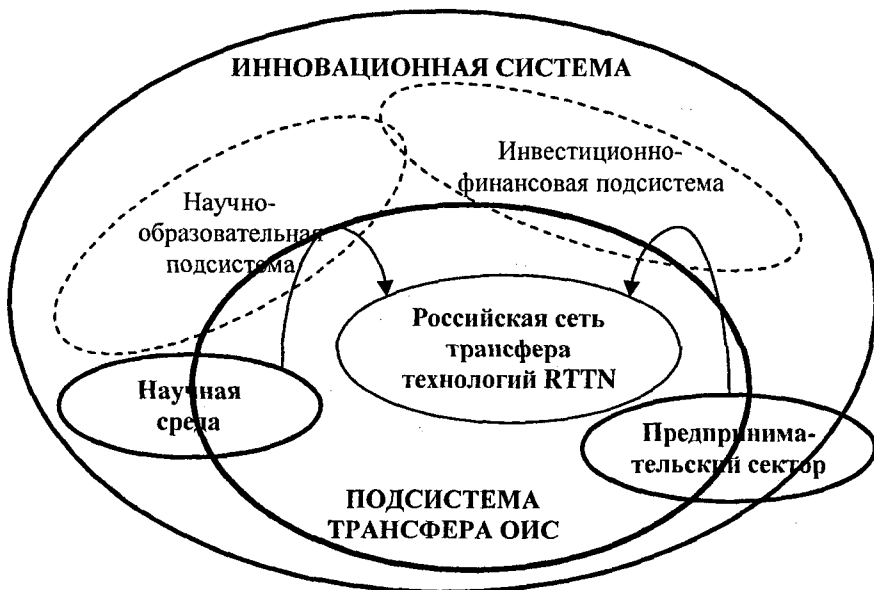 ИННОВАЦИОННАЯ СИСТЕМА
Инвестиционно-
финансовая подсистема
Научно-
образовательная
подсистема
Российская сеть
трансфера
технологий RTTN
Научная
среда
Предпринима-
тельский сектор
ПОДСИСТЕМА
ТРАНСФЕРА ОИС